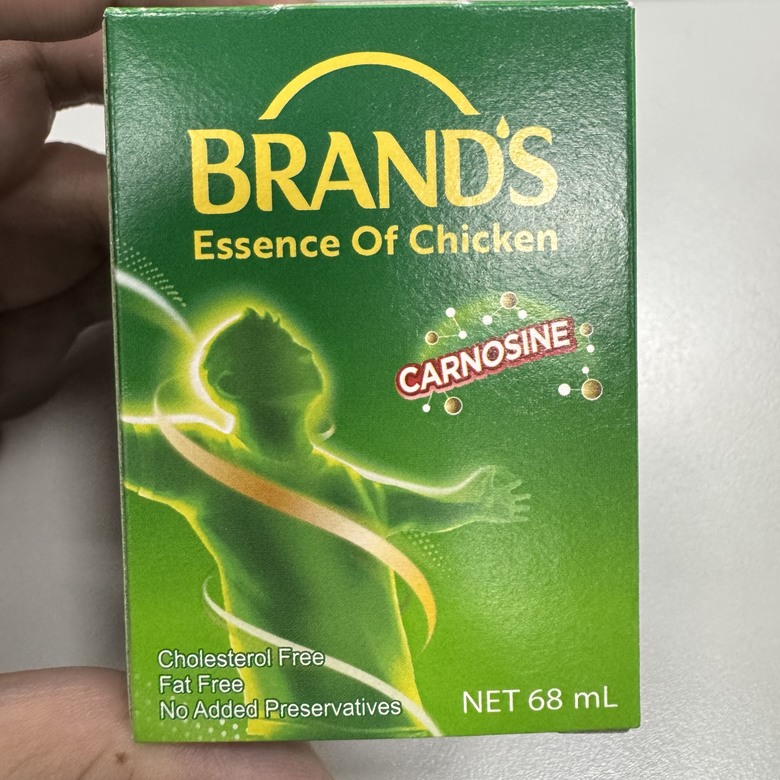 BRAND'S
Essence Of Chicken
CARNOSINE
Cholesterol Free
Fat Free
No Added Preservatives
NET 68 mL